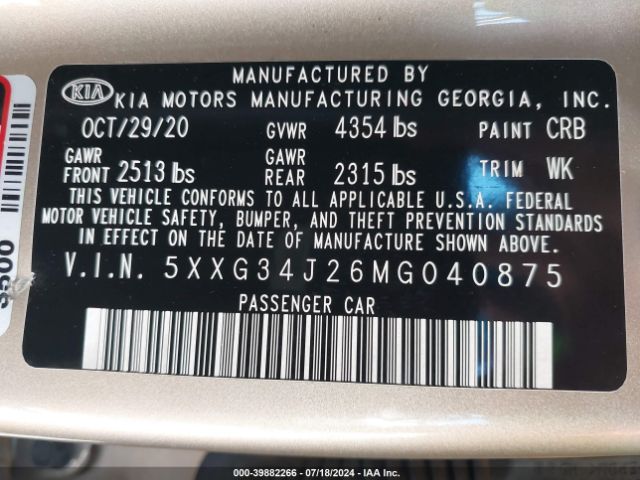 MANUFACTURED BY
KIA KIA MOTORS MANUFACTURING GEORGIA, INC.
OCT/29/20 GVWR 4354 lbs PAINT CRB
GAWR FRONT 2513 lbs GAWR REAR 2315 lbs TRIM WK
THIS VEHICLE CONFORMS TO ALL APPLICABLE U.S.A. FEDERAL
MOTOR VEHICLE SAFETY, BUMPER, AND THEFT PREVENTION STANDARDS
IN EFFECT ON THE DATE OF MANUFACTURE SHOWN ABOVE.
V.I.N. 5XXG34J26MG040875
PASSENGER CAR
000-39882266 - 07/18/2024 - IAA Inc.